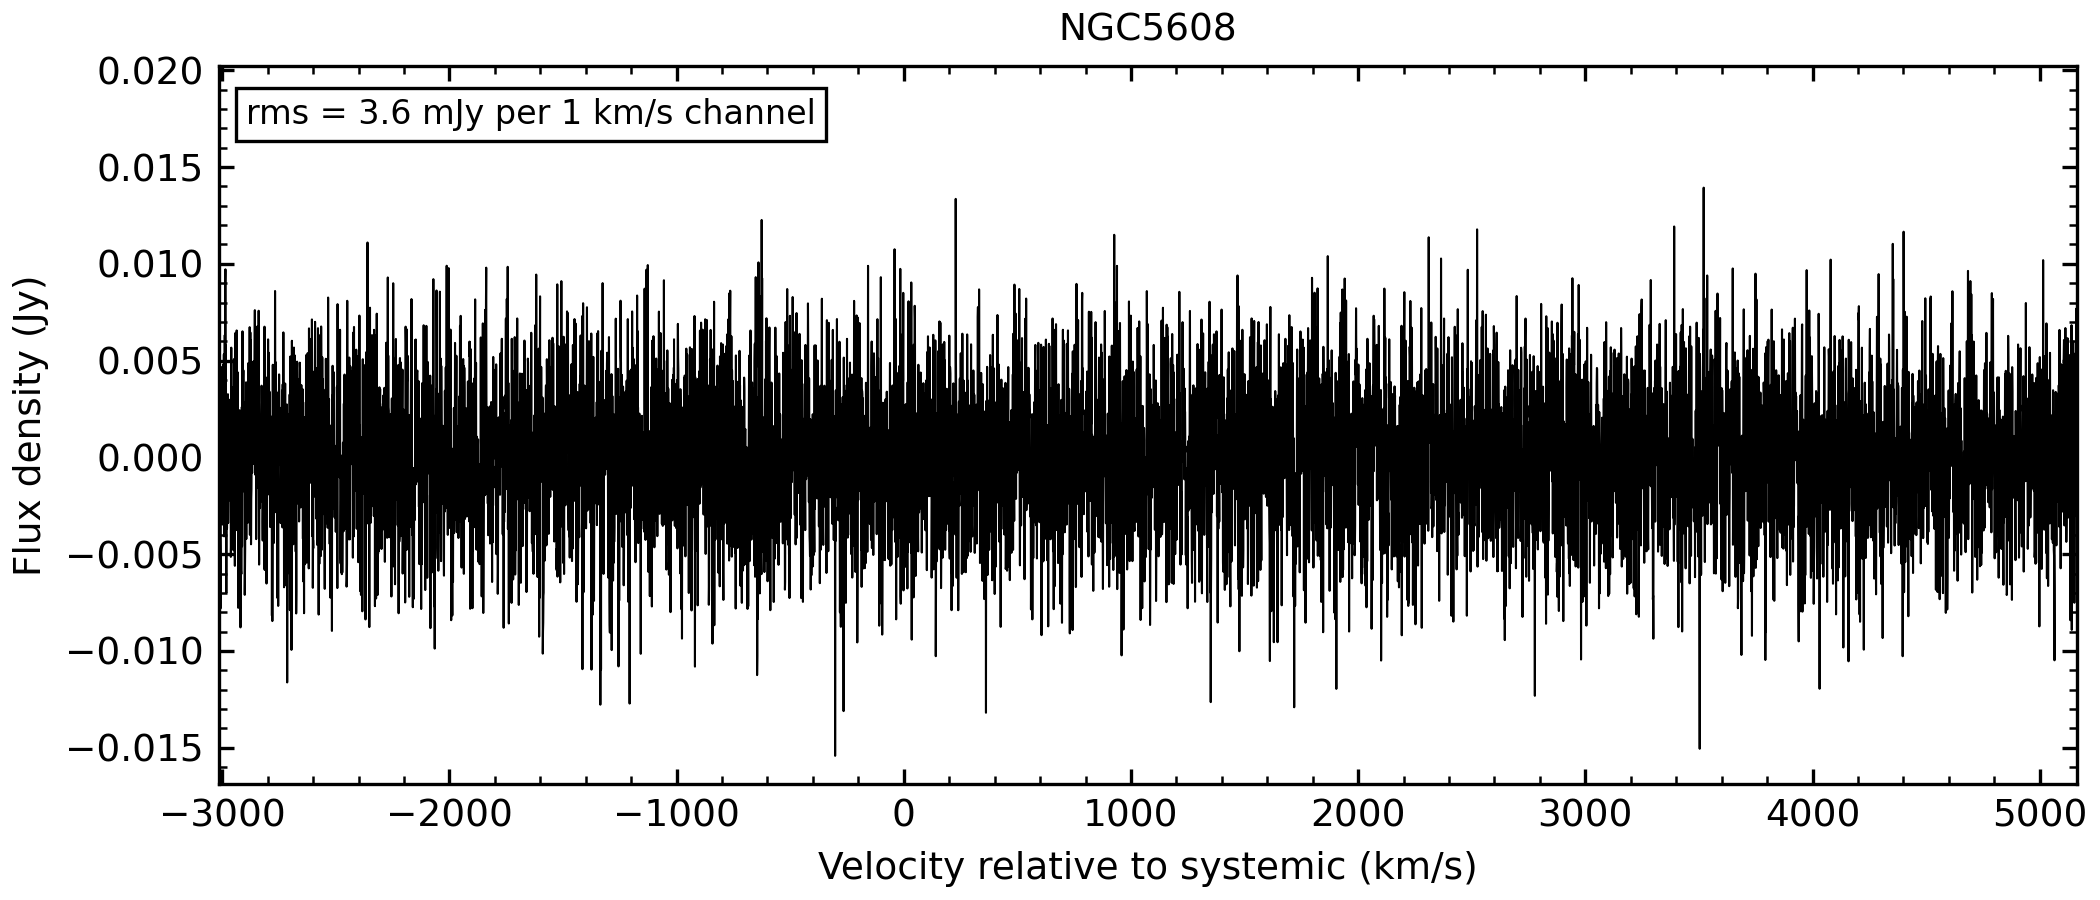 NGC5608
rms = 3.6 mJy per 1 km/s channel
0.020
0.015
0.010
0.005
0.000
−0.005
−0.010
−0.015
Flux density (Jy)
−3000 −2000 −1000 0 1000 2000 3000 4000 5000
Velocity relative to systemic (km/s)